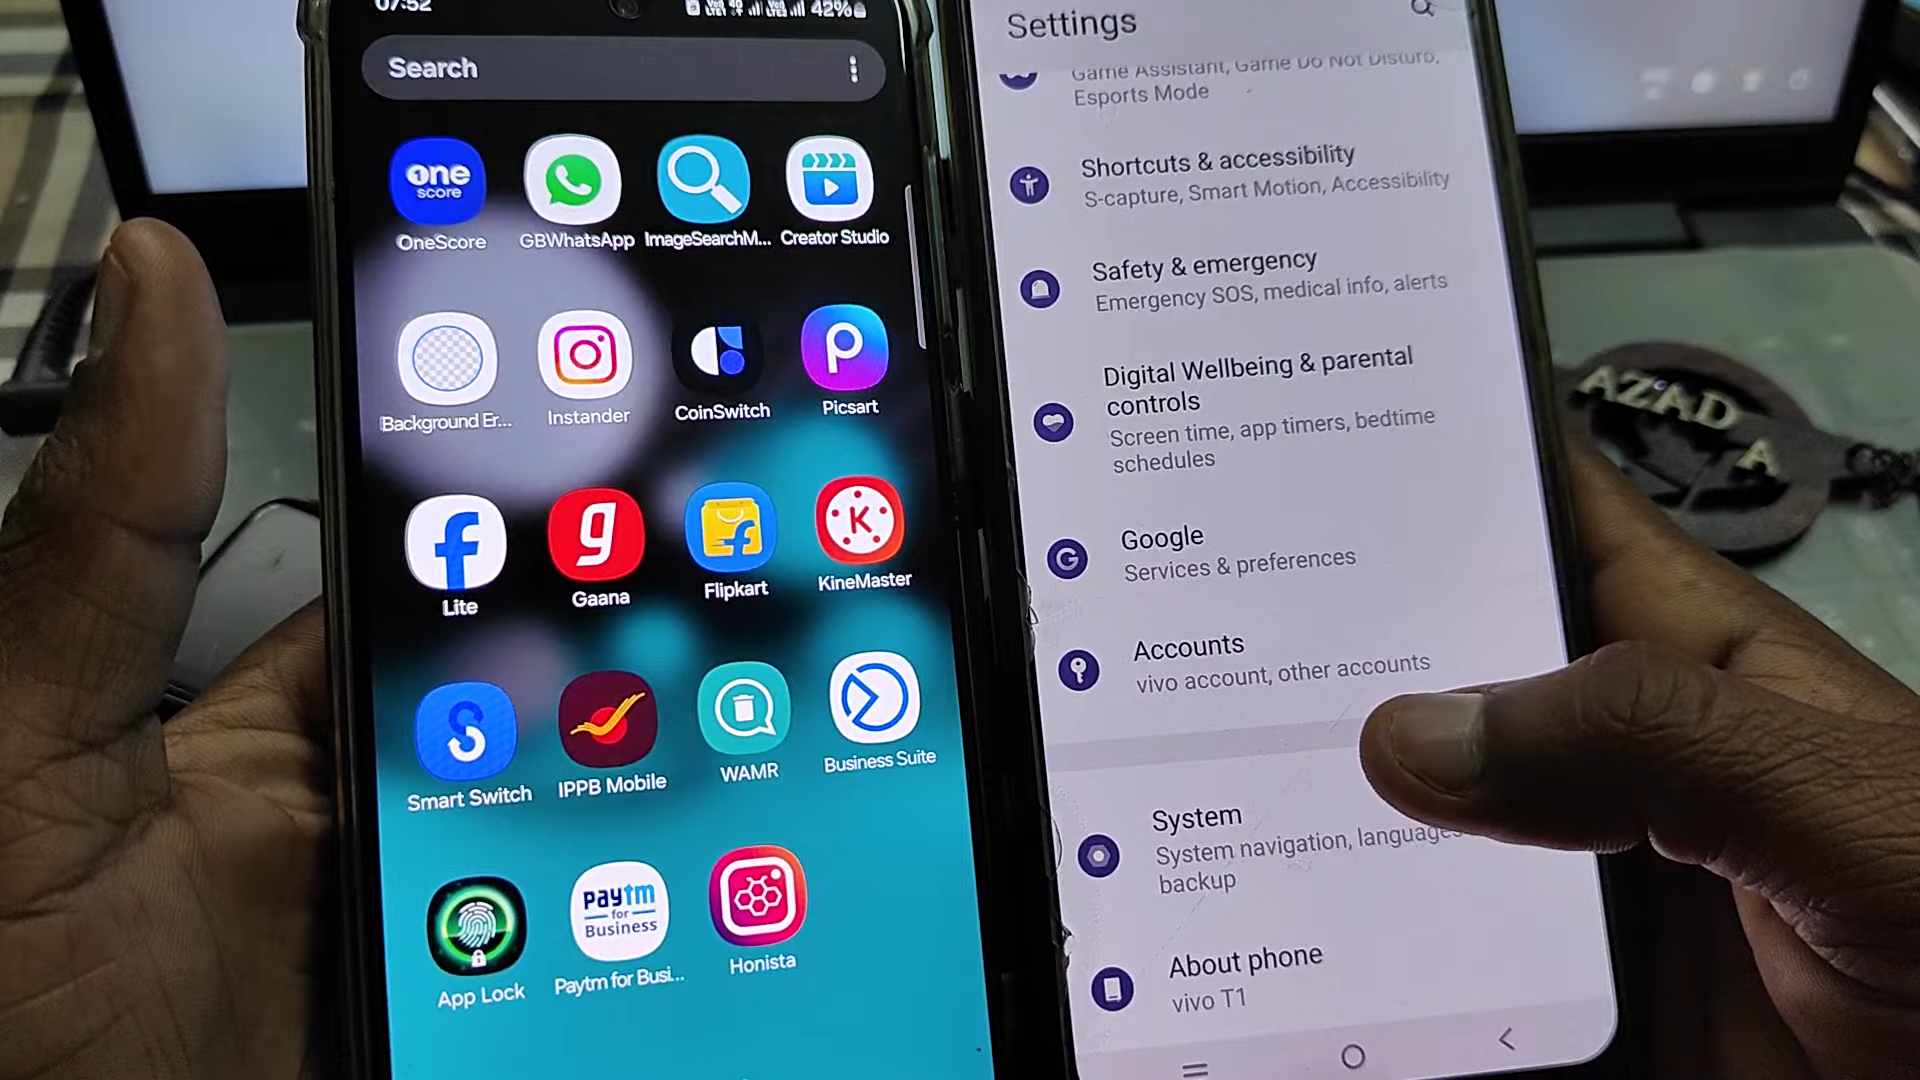 07:52
42%
Search
OneScore
GBWhatsApp
ImageSearchM...
Creator Studio
Background Er...
Instander
CoinSwitch
Picsart
Lite
Gaana
Flipkart
KineMaster
Smart Switch
IPPB Mobile
WAMR
Business Suite
App Lock
Paytm for Busi...
Honista
one
score
paytm
for
Business
Settings
Game Assistant, Game Do Not Disturb,
Esports Mode
Shortcuts & accessibility
S-capture, Smart Motion, Accessibility
Safety & emergency
Emergency SOS, medical info, alerts
Digital Wellbeing & parental
controls
Screen time, app timers, bedtime
schedules
Google
Services & preferences
Accounts
vivo account, other accounts
System
System navigation, languages
backup
About phone
vivo T1
AZAD
A